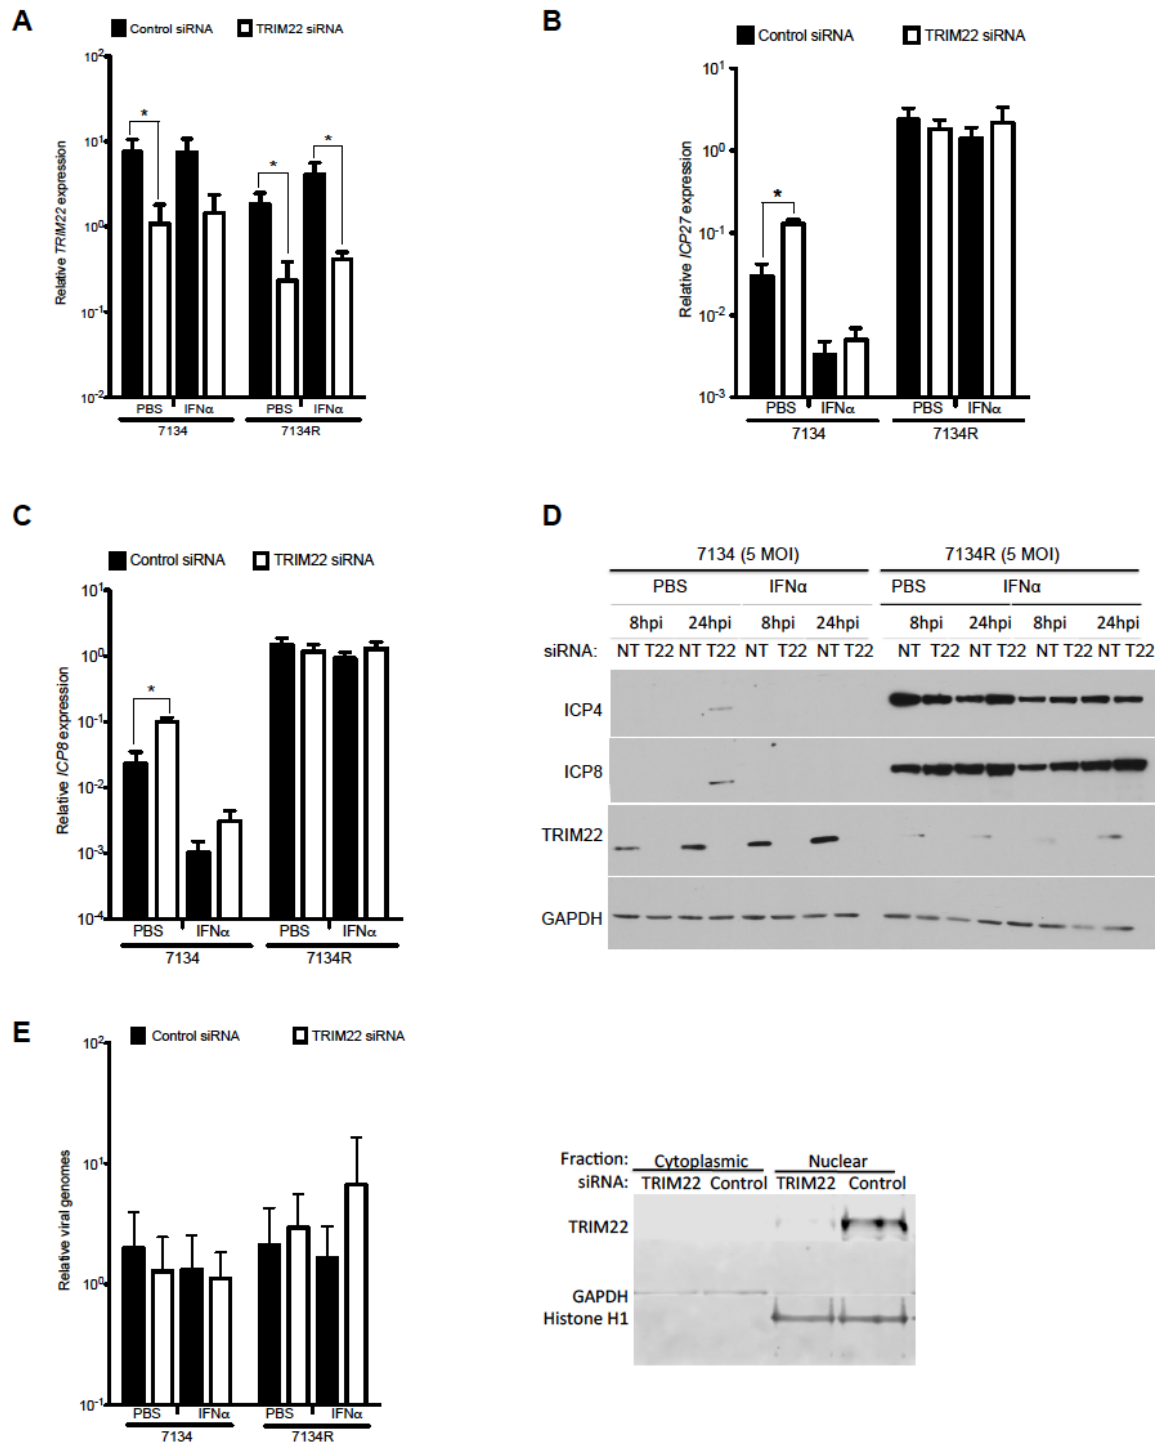 A
Control siRNA TRIM22 siRNA
Relative TRIM22 expression
10²
10¹
10⁰
10⁻¹
10⁻²
* * *
PBS IFNα PBS IFNα
7134 7134R
B
Control siRNA TRIM22 siRNA
Relative ICP27 expression
10¹
10⁰
10⁻¹
10⁻²
10⁻³
*
PBS IFNα PBS IFNα
7134 7134R
C
Control siRNA TRIM22 siRNA
Relative ICP8 expression
10¹
10⁰
10⁻¹
10⁻²
10⁻³
10⁻⁴
*
PBS IFNα PBS IFNα
7134 7134R
D
7134 (5 MOI) 7134R (5 MOI)
PBS IFNα PBS IFNα
8hpi 24hpi 8hpi 24hpi 8hpi 24hpi 8hpi 24hpi
siRNA: NT T22 NT T22 NT T22 NT T22 NT T22 NT T22 NT T22 NT T22
ICP4
ICP8
TRIM22
GAPDH
E
Control siRNA TRIM22 siRNA
Relative viral genomes
10²
10¹
10⁰
10⁻¹
PBS IFNα PBS IFNα
7134 7134R
Fraction: Cytoplasmic Nuclear
siRNA: TRIM22 Control TRIM22 Control
TRIM22
GAPDH
Histone H1